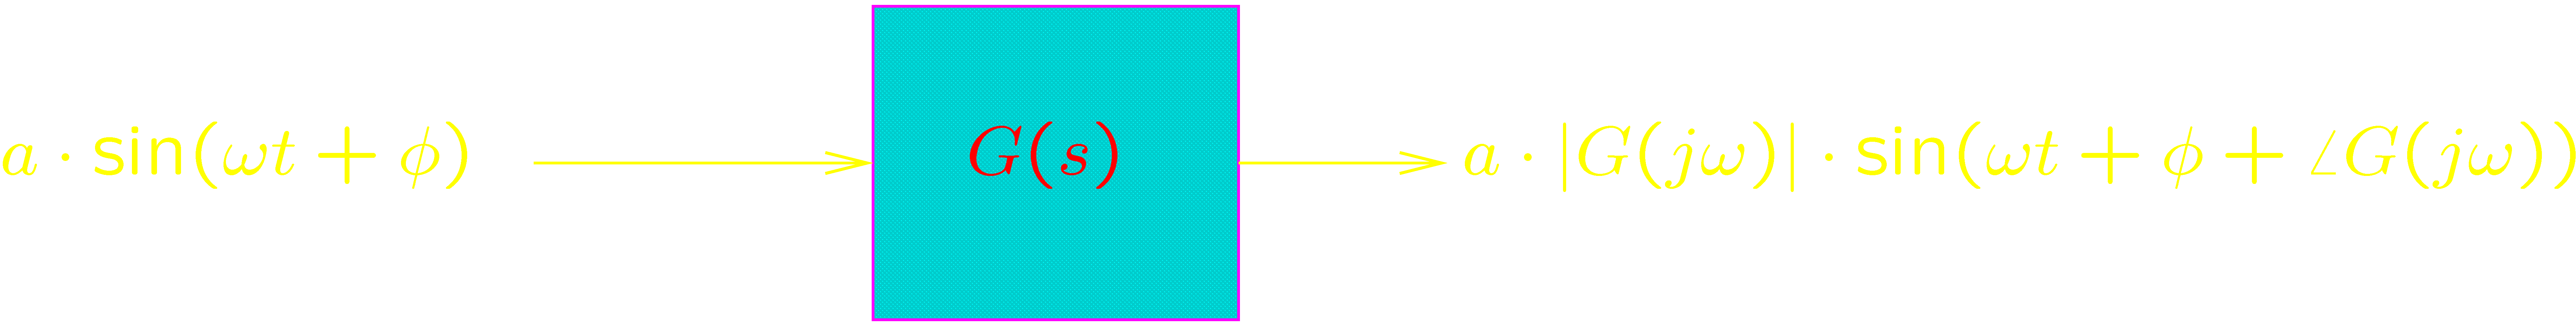 a · sin(ωt + ϕ) G(s) a · |G(jω)| · sin(ωt + ϕ + ∠G(jω))